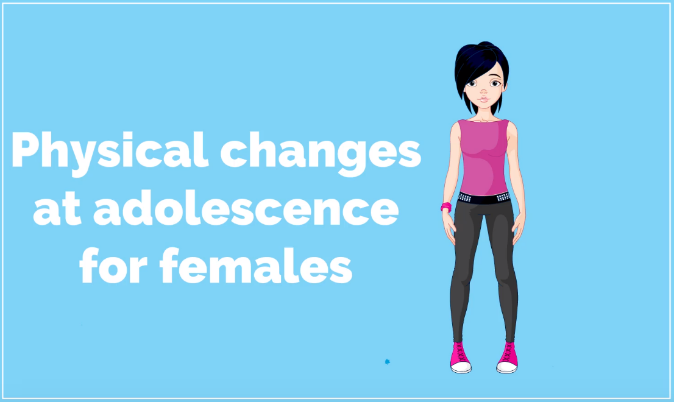 Physical changes
at adolescence
for females